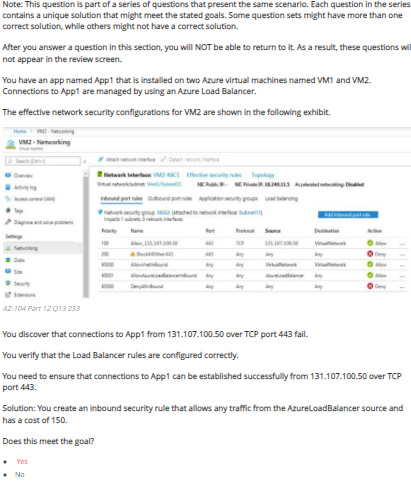 Note: This question is part of a series of questions that present the same scenario. Each question in the series
contains a unique solution that might meet the stated goals. Some question sets might have more than one
correct solution, while others might not have a correct solution.
After you answer a question in this section, you will NOT be able to return to it. As a result, these questions wil
not appear in the review screen.
You have an app named App1 that is installed on two Azure virtual machines named VM1 and VM2.
Connections to App1 are managed by using an Azure Load Balancer.
The effective network security configurations for VM2 are shown in the following exhibit.
Home > VM2 - Networking
VM2 - Networking
Virtual machine
Search (Ctrl+/)
Attach network interface Detach network interface
Overview
Activity log
Access control (IAM)
Tags
Diagnose and solve problems
Settings
Networking
Disks
Size
Security
Extensions
Network Interface: VM2-NIC1 Effective security rules Topology
Virtual network/subnet: Vnet1/Subnet11 NIC Public IP: - NIC Private IP: 10.240.11.5 Accelerated networking: Disabled
Inbound port rules Outbound port rules Application security groups Load balancing
Network security group NSG2 (attached to network interface: Subnet11)
Impacts 1 subnets, 0 network interfaces
Add inbound port rule
Priority Name Port Protocol Source Destination Action
100 Allow_131.107.100.50 443 TCP 131.107.100.50 VirtualNetwork Allow ...
200 BlockAllOther443 443 Any Any Any Deny ...
65000 AllowVnetInBound Any Any VirtualNetwork VirtualNetwork Allow ...
65001 AllowAzureLoadBalancerInBound Any Any AzureLoadBalancer Any Allow ...
65500 DenyAllInBound Any Any Any Any Deny ...
AZ-104 Part 12 Q13 253
You discover that connections to App1 from 131.107.100.50 over TCP port 443 fail.
You verify that the Load Balancer rules are configured correctly.
You need to ensure that connections to App1 can be established successfully from 131.107.100.50 over TCP
port 443.
Solution: You create an inbound security rule that allows any traffic from the AzureLoadBalancer source and
has a cost of 150.
Does this meet the goal?
• Yes
• No